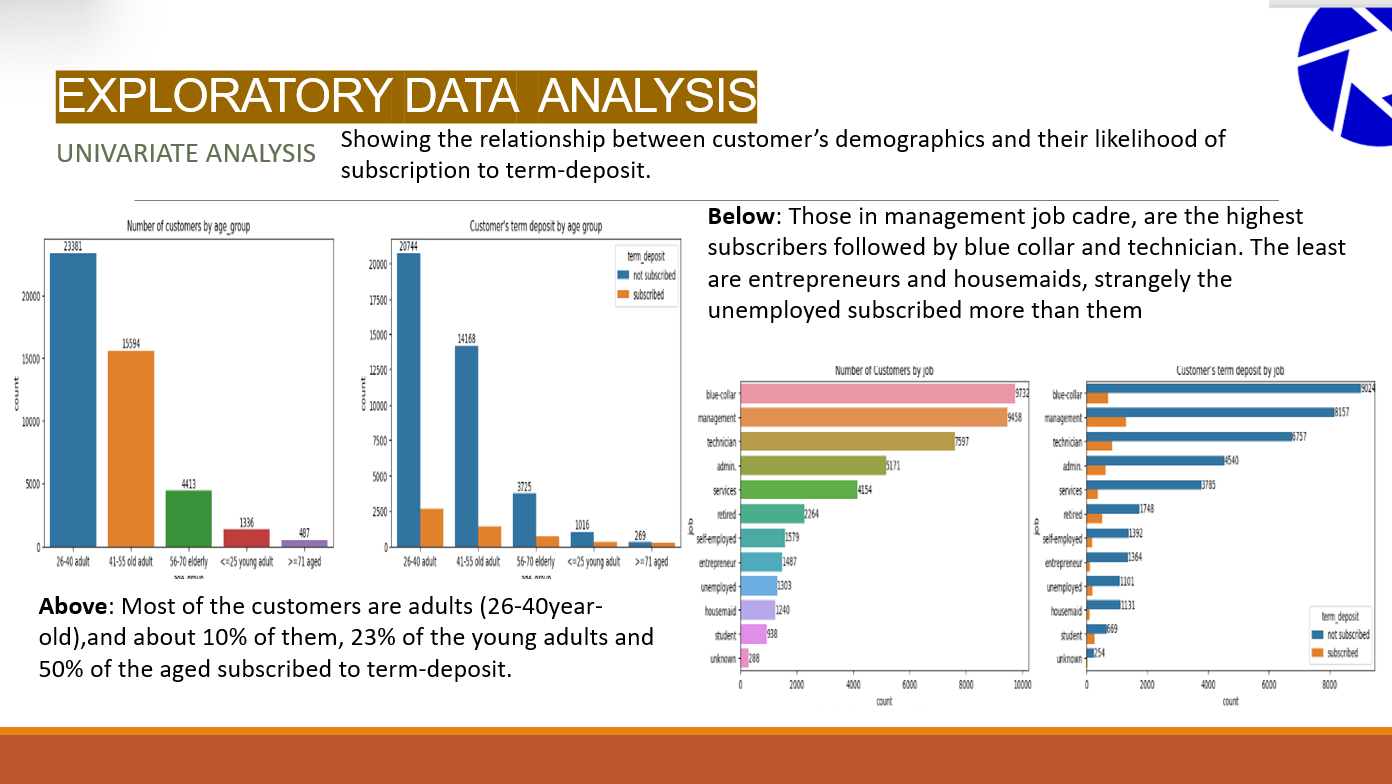 EXPLORATORY DATA ANALYSIS
UNIVARIATE ANALYSIS
Showing the relationship between customer’s demographics and their likelihood of
subscription to term-deposit.
Number of customers by age_group
23381
15594
4413
1336
487
20000
15000
10000
5000
0
count
26-40 adult
41-55 old adult
56-70 elderly
<=25 young adult
>=71 aged
age_group
Customer's term deposit by age group
term_deposit
not subscribed
subscribed
20744
14168
3725
1016
269
20000
17500
15000
12500
10000
7500
5000
2500
0
count
26-40 adult
41-55 old adult
56-70 elderly
<=25 young adult
>=71 aged
age_group
Above: Most of the customers are adults (26-40year-
old),and about 10% of them, 23% of the young adults and
50% of the aged subscribed to term-deposit.
Below: Those in management job cadre, are the highest
subscribers followed by blue collar and technician. The least
are entrepreneurs and housemaids, strangely the
unemployed subscribed more than them
Number of Customers by job
blue-collar 9732
management 9458
technician 7597
admin. 5171
services 4154
retired 2264
self-employed 1579
entrepreneur 1487
unemployed 1303
housemaid 1240
student 938
unknown 288
job
0 2000 4000 6000 8000 10000
count
Customer's term deposit by job
blue-collar 9024
management 8157
technician 6757
admin. 4540
services 3785
retired 1748
self-employed 1392
entrepreneur 1364
unemployed 1101
housemaid 1131
student 669
unknown 254
job
term_deposit
not subscribed
subscribed
0 2000 4000 6000 8000
count